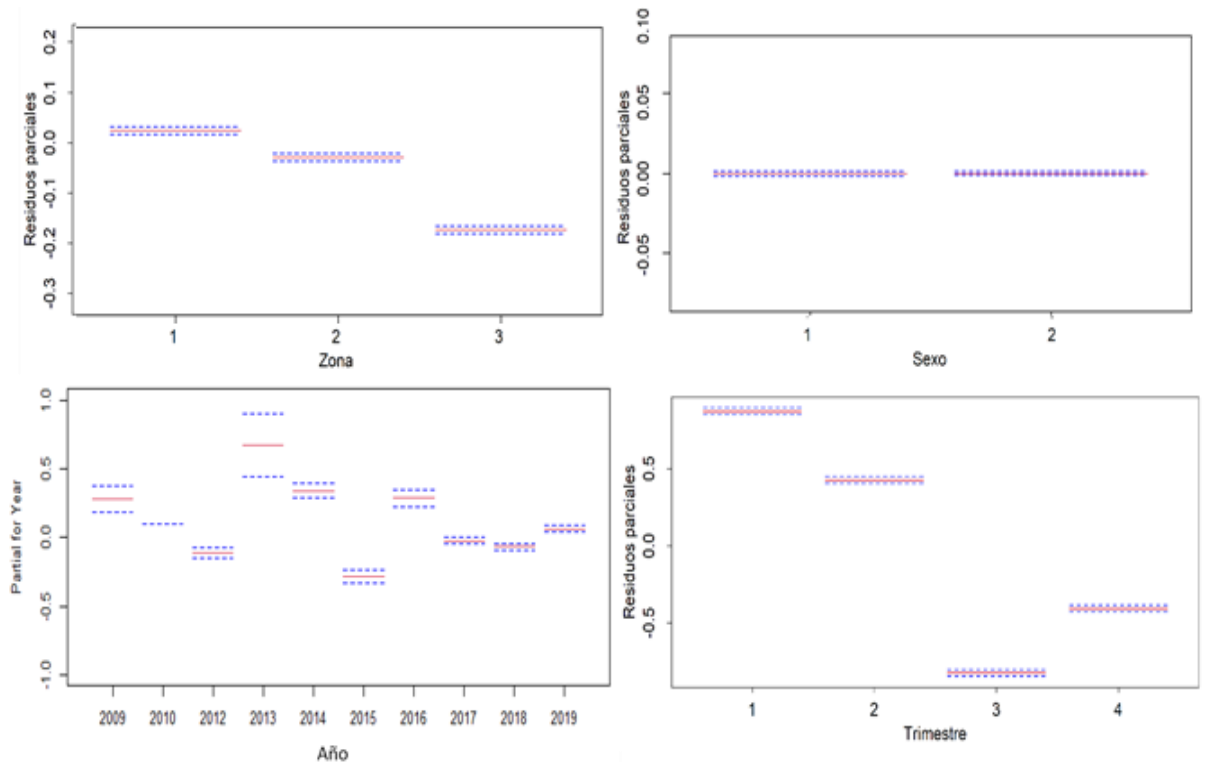 Residuos parciales
0.2
0.1
0.0
-0.1
-0.2
-0.3
1 2 3
Zona
Residuos parciales
0.10
0.05
0.00
-0.05
1 2
Sexo
Partial for Year
1.0
0.5
0.0
-0.5
-1.0
2009 2010 2012 2013 2014 2015 2016 2017 2018 2019
Año
Residuos parciales
0.5
0.0
-0.5
1 2 3 4
Trimestre